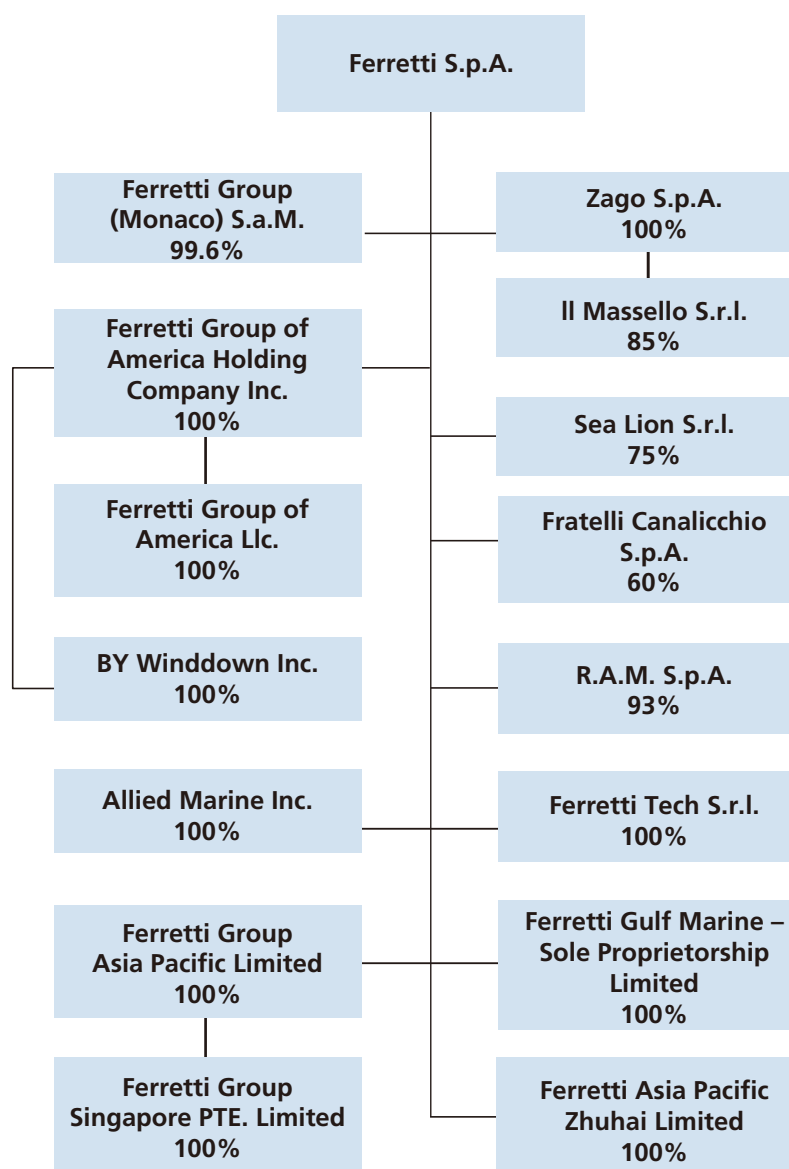 Ferretti S.p.A.
Ferretti Group
(Monaco) S.a.M.
99.6%
Zago S.p.A.
100%
Il Massello S.r.l.
85%
Ferretti Group of
America Holding
Company Inc.
100%
Sea Lion S.r.l.
75%
Ferretti Group of
America Llc.
100%
Fratelli Canalicchio
S.p.A.
60%
BY Winddown Inc.
100%
R.A.M. S.p.A.
93%
Allied Marine Inc.
100%
Ferretti Tech S.r.l.
100%
Ferretti Group
Asia Pacific Limited
100%
Ferretti Gulf Marine –
Sole Proprietorship
Limited
100%
Ferretti Group
Singapore PTE. Limited
100%
Ferretti Asia Pacific
Zhuhai Limited
100%